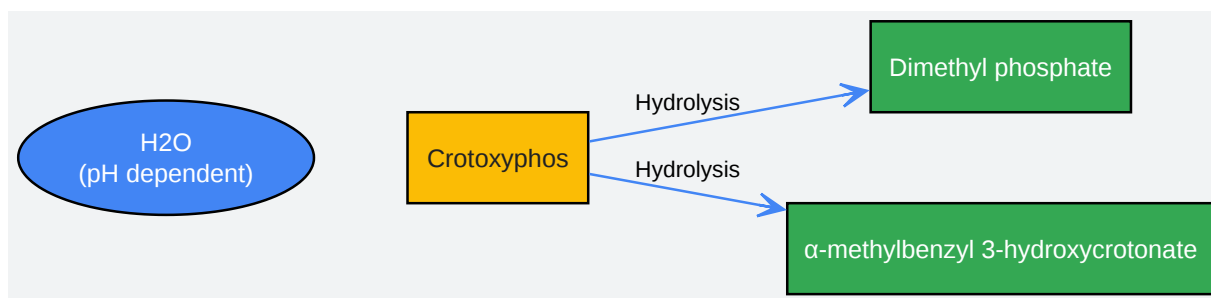 H2O
(pH dependent)
Crotoxyphos
Hydrolysis
Dimethyl phosphate
Hydrolysis
α-methylbenzyl 3-hydroxycrotonate